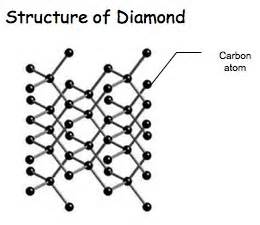 Structure of Diamond
Carbon
atom